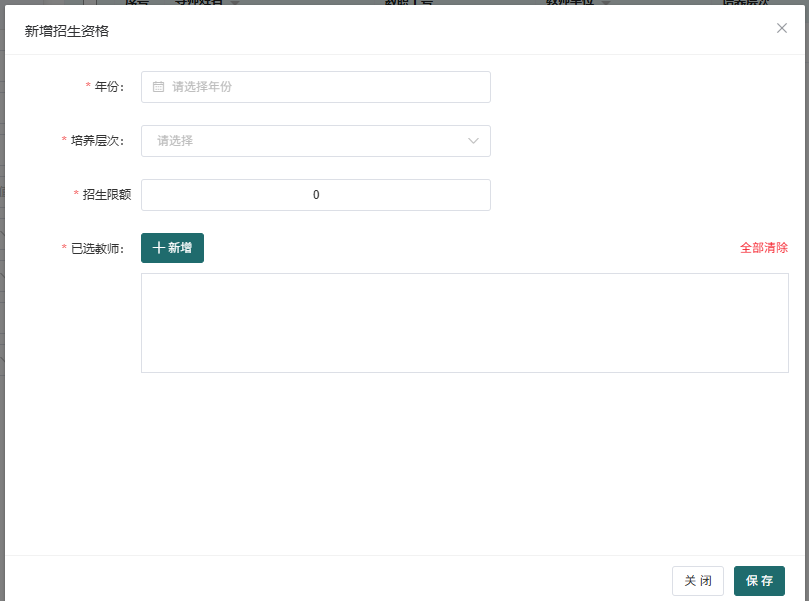 新增招生资格
* 年份：
请选择年份
* 培养层次：
请选择
* 招生限额
0
* 已选教师：
新增
全部清除
关 闭
保 存